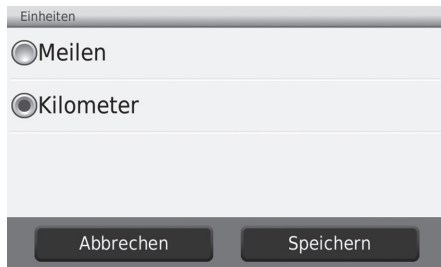 Einheiten
Meilen
Kilometer
Abbrechen
Speichern